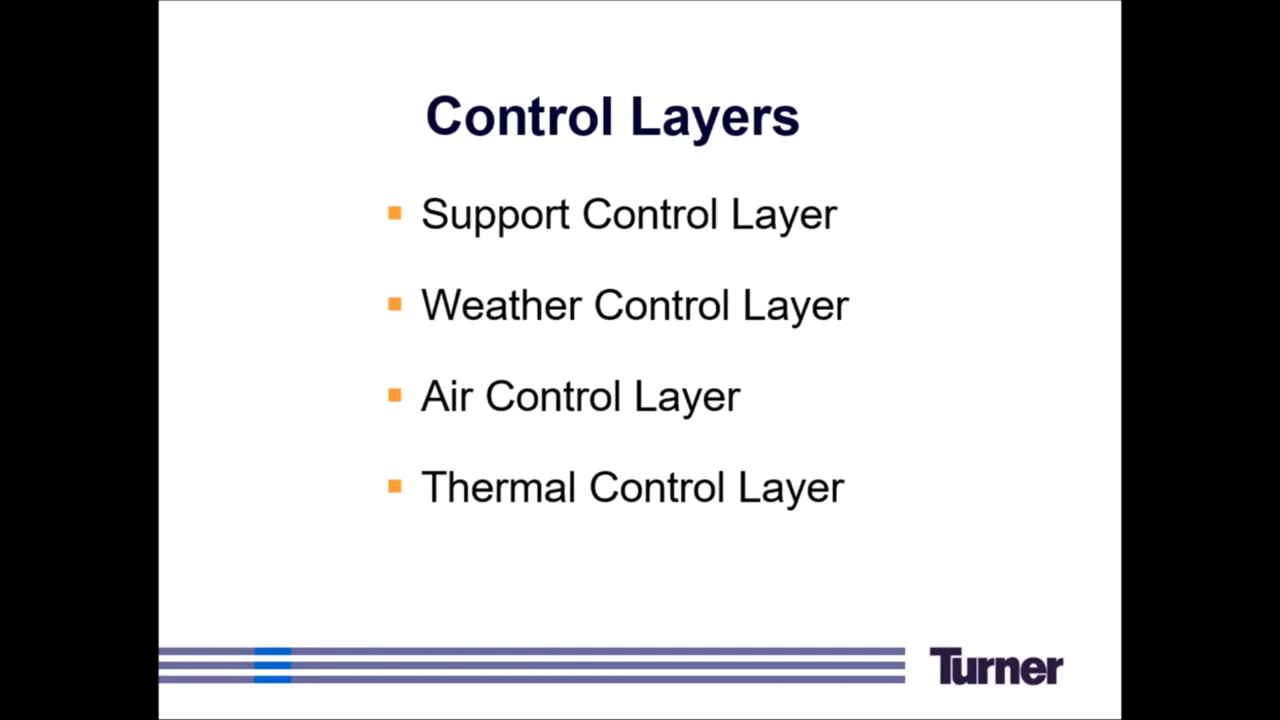 Control Layers
Support Control Layer
Weather Control Layer
Air Control Layer
Thermal Control Layer
Turner